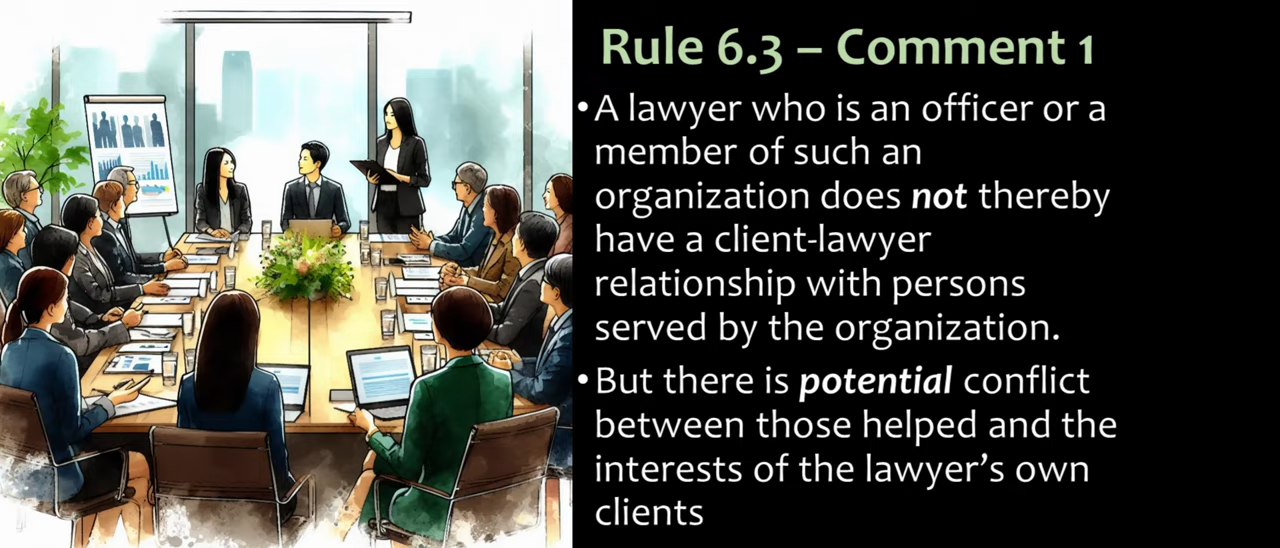 Rule 6.3 – Comment 1
• A lawyer who is an officer or a
member of such an
organization does not thereby
have a client-lawyer
relationship with persons
served by the organization.
• But there is potential conflict
between those helped and the
interests of the lawyer’s own
clients